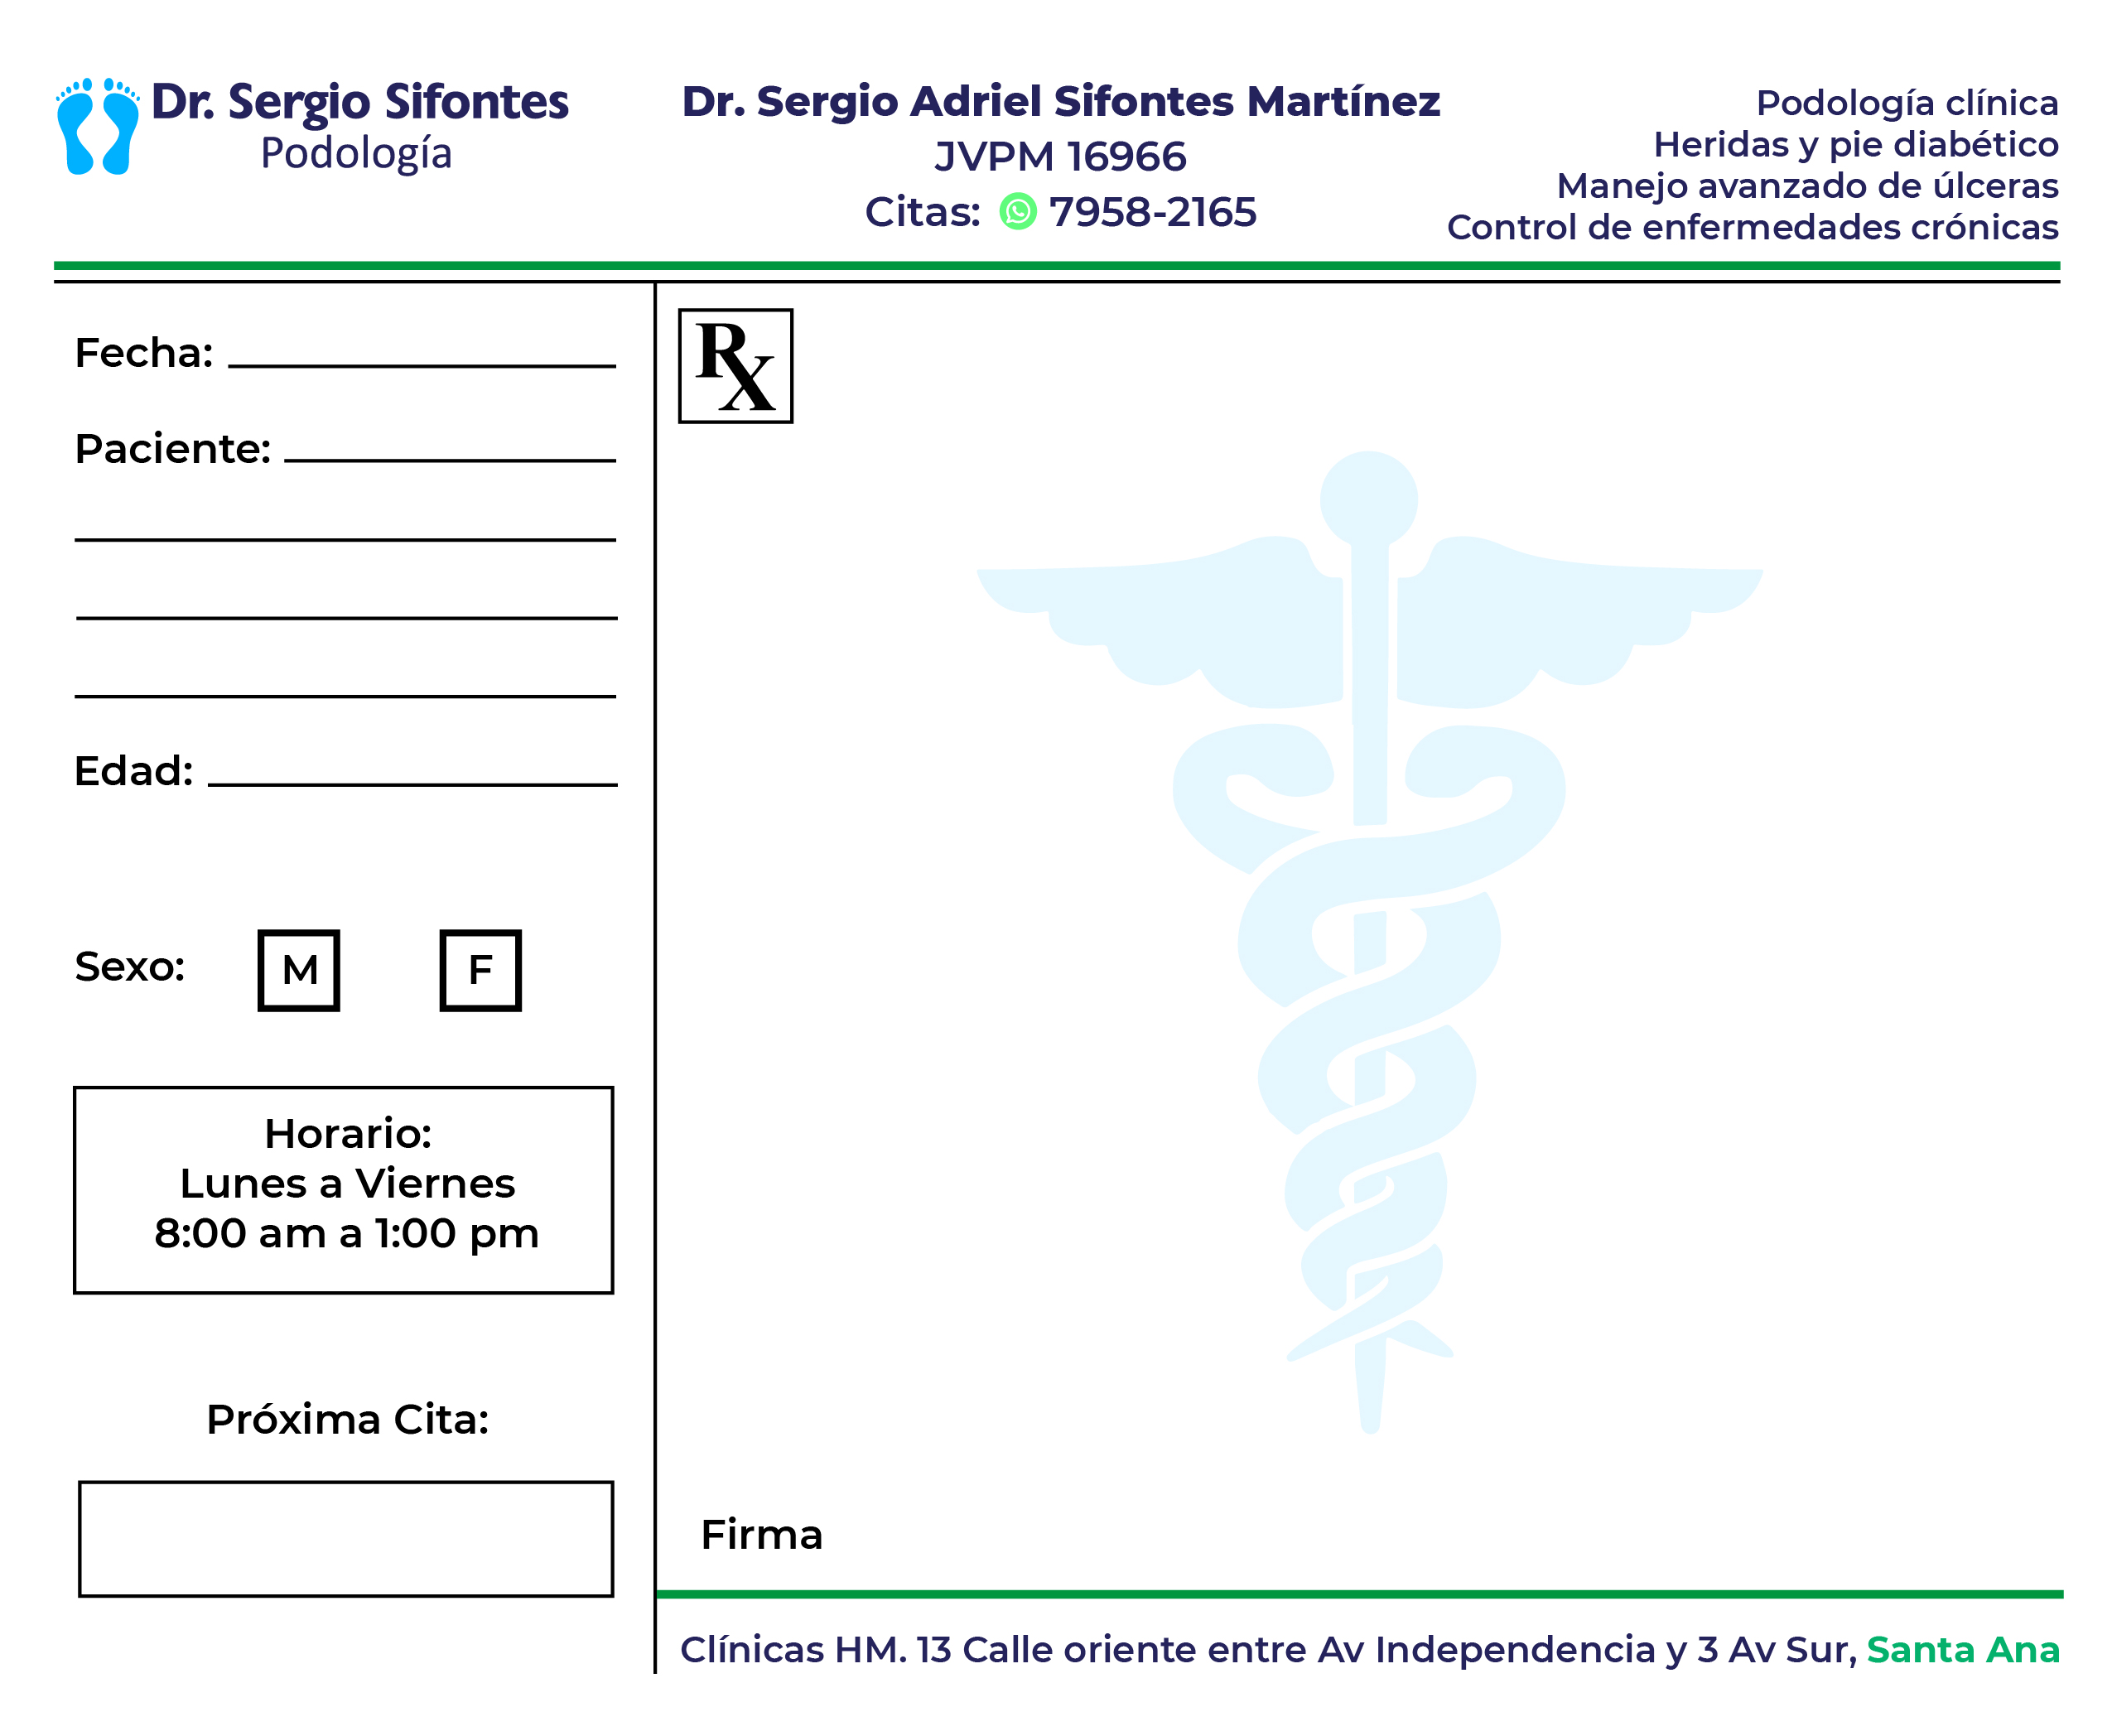 Dr. Sergio Sifontes
Podología
Dr. Sergio Adriel Sifontes Martínez
JVPM 16966
Citas: 7958-2165
Podología clínica
Heridas y pie diabético
Manejo avanzado de úlceras
Control de enfermedades crónicas
Fecha:
Paciente:
Edad:
Sexo: M F
Horario:
Lunes a Viernes
8:00 am a 1:00 pm
Próxima Cita:
Rx
Firma
Clínicas HM. 13 Calle oriente entre Av Independencia y 3 Av Sur, Santa Ana